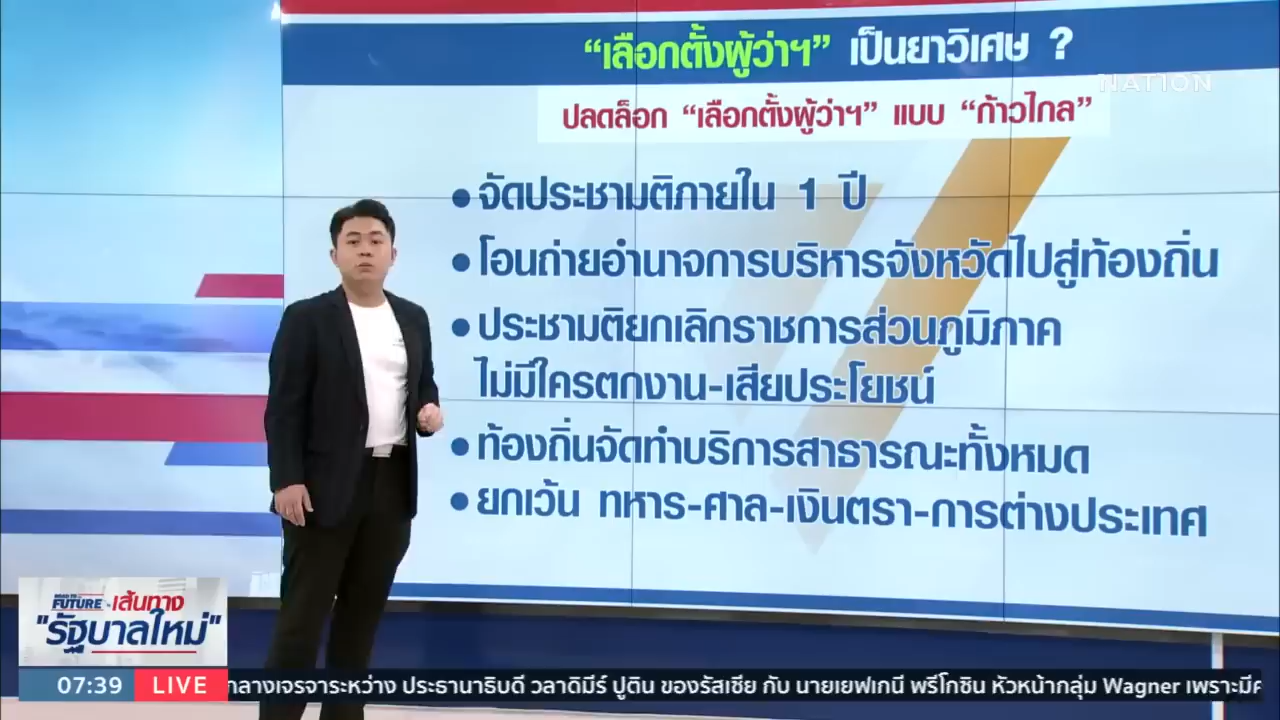 “เลือกตั้งผู้ว่าฯ” เป็นยาวิเศษ ?
NATION
ปลดล็อก “เลือกตั้งผู้ว่าฯ” แบบ “ก้าวไกล”
•จัดประชามติภายใน 1 ปี
•โอนถ่ายอำนาจการบริหารจังหวัดไปสู่ท้องถิ่น
•ประชามติยกเลิกราชการส่วนภูมิภาค
ไม่มีใครตกงาน-เสียประโยชน์
•ท้องถิ่นจัดทำบริการสาธารณะทั้งหมด
•ยกเว้น ทหาร-ศาล-เงินตรา-การต่างประเทศ
ROAD TO
FUTURE เส้นทาง
"รัฐบาลใหม่"
07:39 LIVE กลางเจรจาระหว่าง ประธานาธิบดี วลาดิมีร์ ปูติน ของรัสเซีย กับ นายเยฟเกนี พรีโกซิน หัวหน้ากลุ่ม Wagner เพราะมี